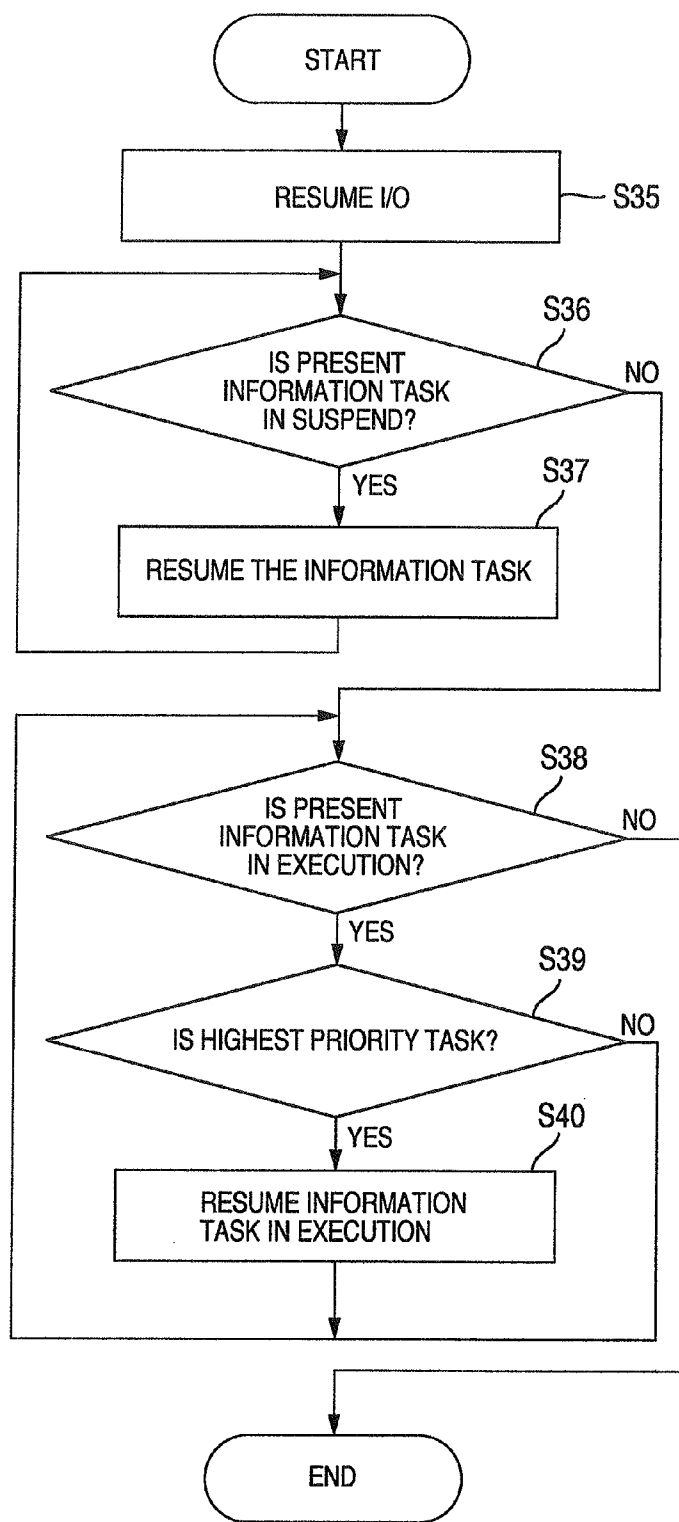 START
RESUME I/O
S35
S36
IS PRESENT
INFORMATION TASK
IN SUSPEND?
NO
YES
S37
RESUME THE INFORMATION TASK
S38
IS PRESENT
INFORMATION TASK
IN EXECUTION?
NO
YES
S39
IS HIGHEST PRIORITY TASK?
NO
YES
S40
RESUME INFORMATION
TASK IN EXECUTION
END